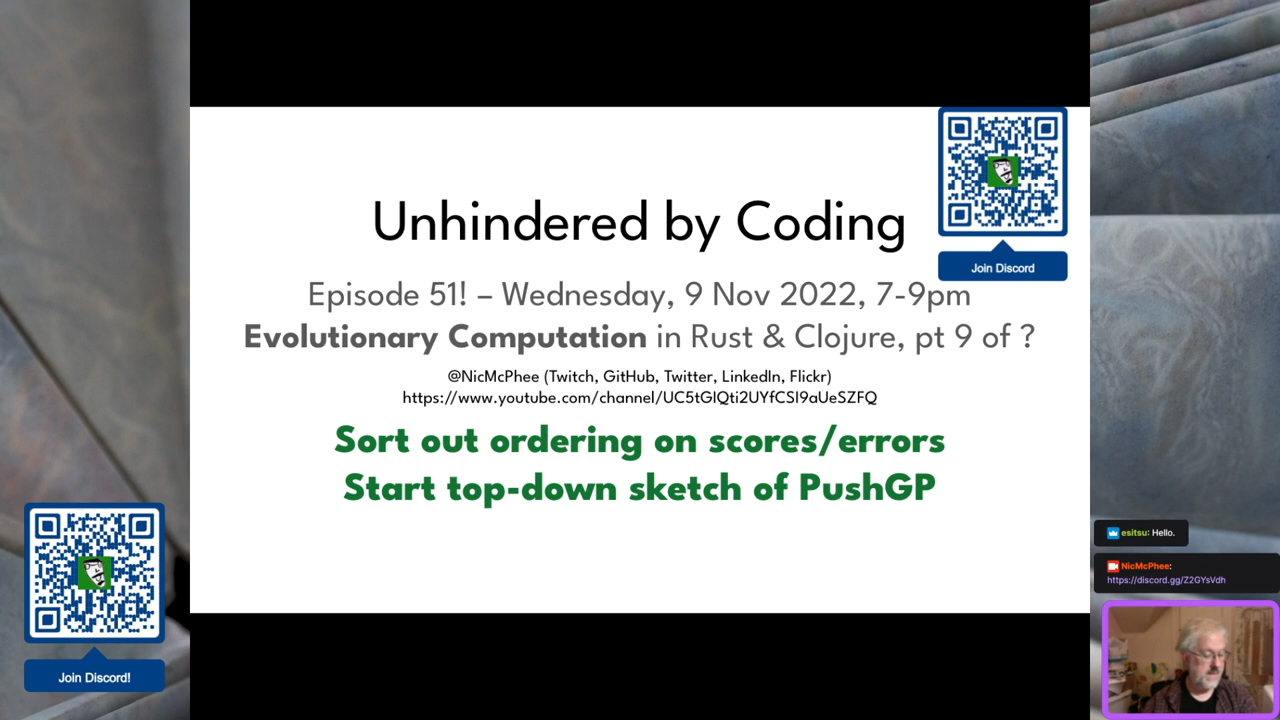 Unhindered by Coding
Join Discord
Episode 51! – Wednesday, 9 Nov 2022, 7-9pm
Evolutionary Computation in Rust & Clojure, pt 9 of ?
@NicMcPhee (Twitch, GitHub, Twitter, LinkedIn, Flickr)
https://www.youtube.com/channel/UC5tGIQti2UYfCSI9aUeSZFQ
Sort out ordering on scores/errors
Start top-down sketch of PushGP
Join Discord!
esitsu: Hello.
NicMcPhee:
https://discord.gg/Z2GYsVdh